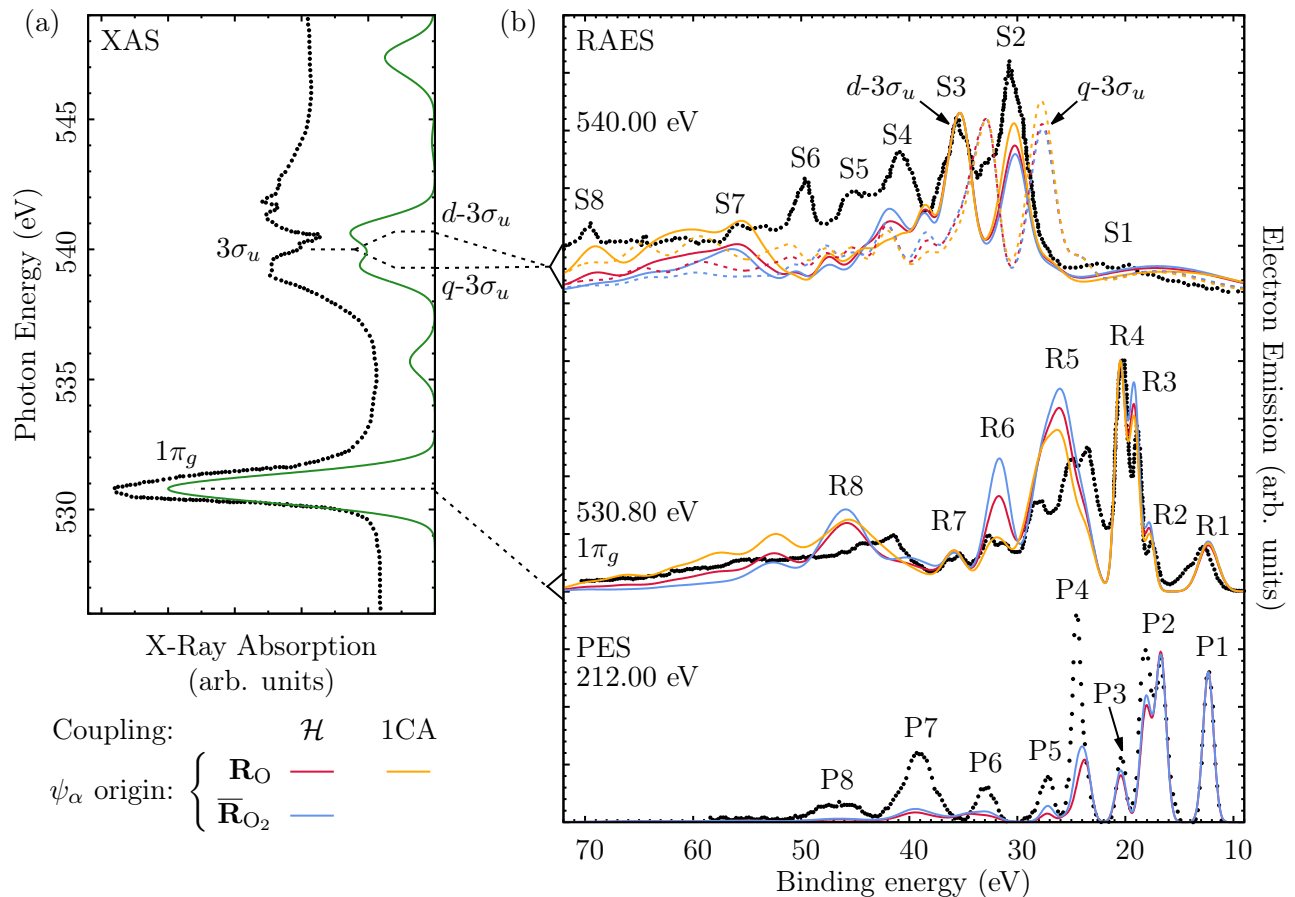 (a)
XAS
Photon Energy (eV)
545
540
535
530
3σu
d-3σu
q-3σu
1πg
X-Ray Absorption
(arb. units)
Coupling: H 1CA
ψα origin: { RO
R̅O2
(b)
RAES
540.00 eV
S8
S7
S6
S5
S4
S3
d-3σu
S2
q-3σu
S1
530.80 eV
1πg
R8
R7
R6
R5
R4
R3
R2
R1
PES
212.00 eV
P8
P7
P6
P5
P4
P3
P2
P1
70 60 50 40 30 20 10
Binding energy (eV)
Electron Emission (arb. units)